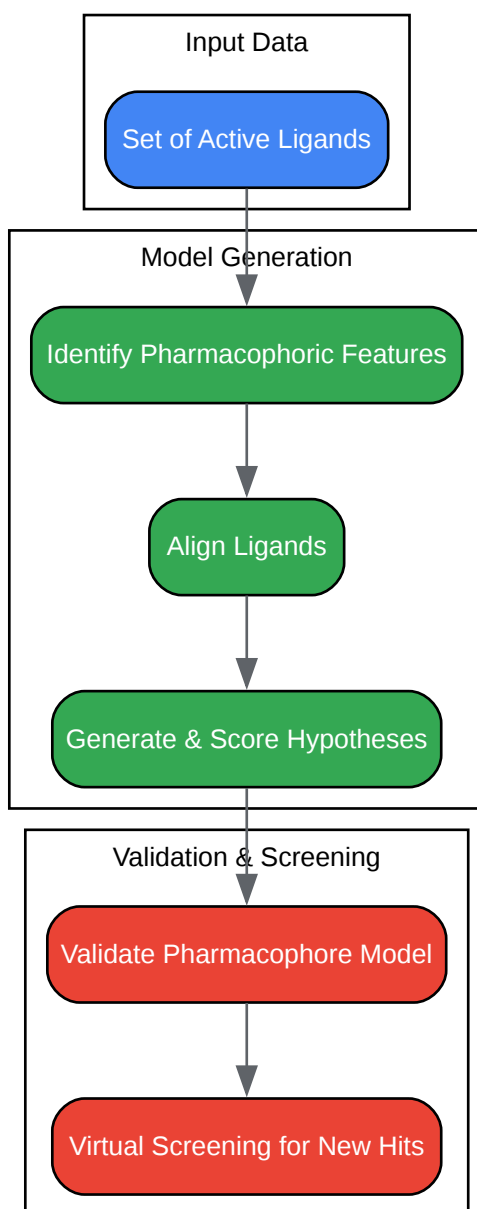 Input Data
Set of Active Ligands
Model Generation
Identify Pharmacophoric Features
Align Ligands
Generate & Score Hypotheses
Validation & Screening
Validate Pharmacophore Model
Virtual Screening for New Hits